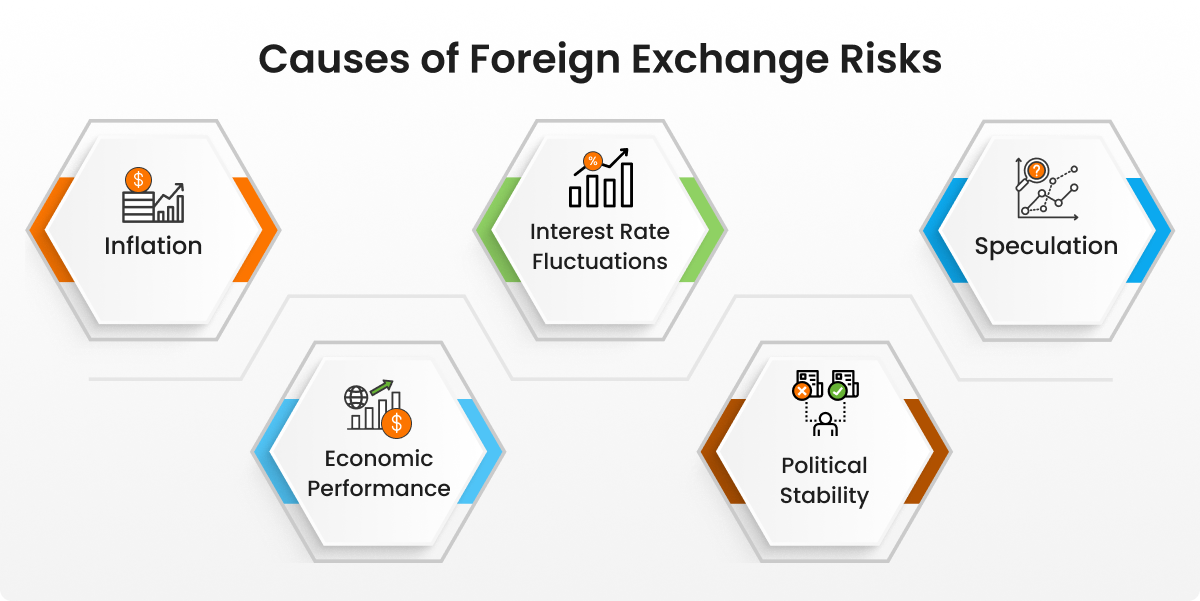 Causes of Foreign Exchange Risks
$
Inflation
%
Interest Rate
Fluctuations
?
Speculation
$
Economic
Performance
Political
Stability